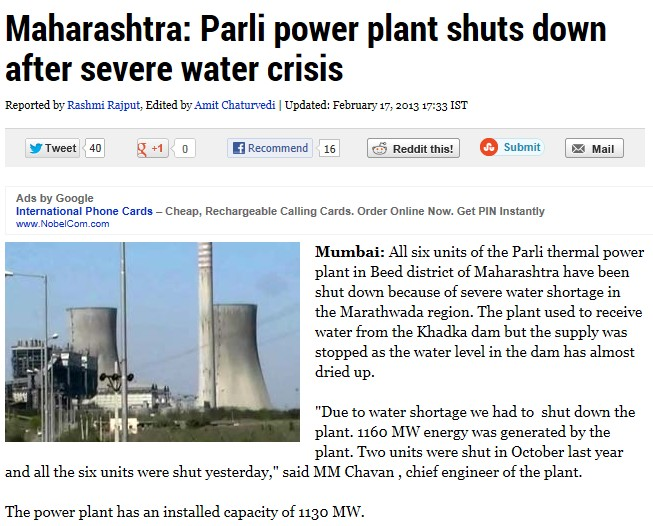 Maharashtra: Parli power plant shuts down
after severe water crisis
Reported by Rashmi Rajput, Edited by Amit Chaturvedi | Updated: February 17, 2013 17:33 IST
Tweet 40 g +1 0 f Recommend 16 Reddit this! Submit Mail
Ads by Google
International Phone Cards – Cheap, Rechargeable Calling Cards. Order Online Now. Get PIN Instantly
www.NobelCom.com
Mumbai: All six units of the Parli thermal power
plant in Beed district of Maharashtra have been
shut down because of severe water shortage in
the Marathwada region. The plant used to receive
water from the Khadka dam but the supply was
stopped as the water level in the dam has almost
dried up.
"Due to water shortage we had to  shut down the
plant. 1160 MW energy was generated by the
plant. Two units were shut in October last year
and all the six units were shut yesterday," said MM Chavan , chief engineer of the plant.
The power plant has an installed capacity of 1130 MW.